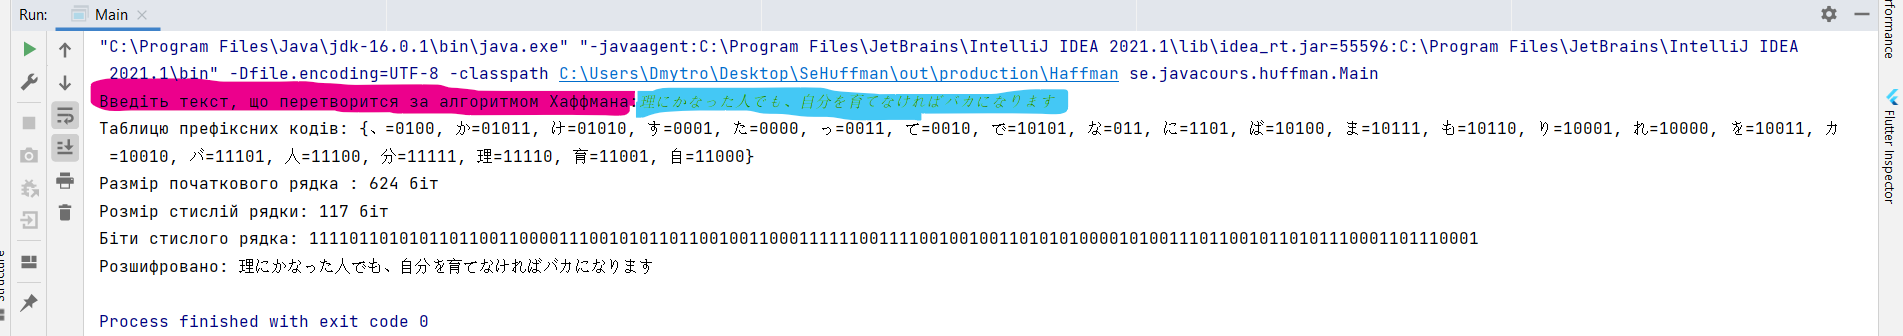 Run: Main
"C:\Program Files\Java\jdk-16.0.1\bin\java.exe" "-javaagent:C:\Program Files\JetBrains\IntelliJ IDEA 2021.1\lib\idea_rt.jar=55596:C:\Program Files\JetBrains\IntelliJ IDEA
2021.1\bin" -Dfile.encoding=UTF-8 -classpath C:\Users\Dmytro\Desktop\SeHuffman\out\production\Haffman se.javacours.huffman.Main
Введіть текст, що перетворится за алгоритмом Хаффмана:理にかなった人でも、自分を育てなければバカになります
Таблицю префіксних кодів: {、=0100, か=01011, け=01010, す=0001, た=0000, っ=0011, て=0010, で=10101, な=011, に=1101, ば=10100, ま=10111, も=10110, り=10001, れ=10000, を=10011, カ
=10010, バ=11101, 人=11100, 分=11111, 理=11110, 育=11001, 自=11000}
Размір початкового рядка : 624 біт
Розмір стислій рядки: 117 біт
Біти стислого рядка: 111101101010110110011000011100101011011001001100011111100111100100100110101010000101001110110010110101110001101110001
Розшифровано: 理にかなった人でも、自分を育てなければバカになります
Process finished with exit code 0
Flutter Inspector